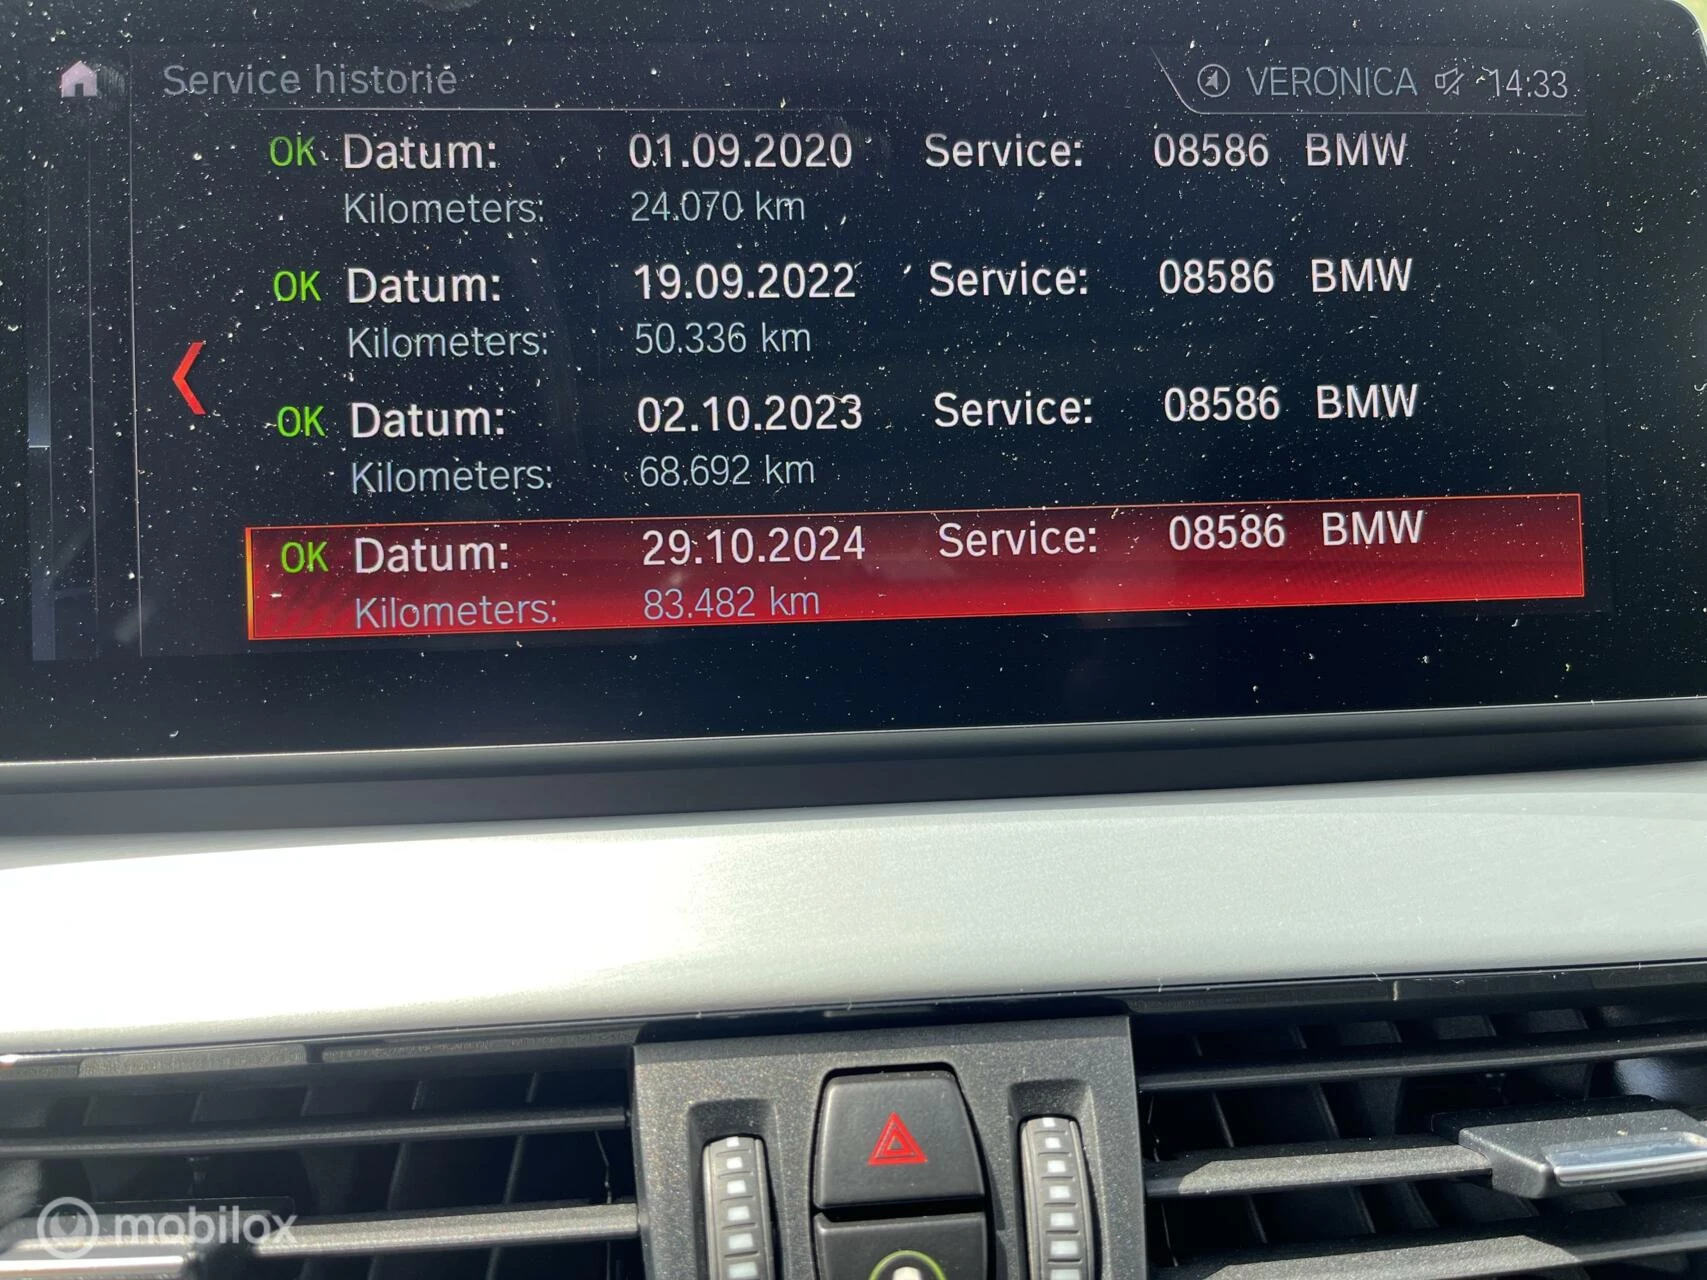 Service historie
VERONICA 14:33
OK Datum: 01.09.2020 Service: 08586 BMW
Kilometers: 24.070 km
OK Datum: 19.09.2022 Service: 08586 BMW
Kilometers: 50.336 km
OK Datum: 02.10.2023 Service: 08586 BMW
Kilometers: 68.692 km
OK Datum: 29.10.2024 Service: 08586 BMW
Kilometers: 83.482 km
mobilox